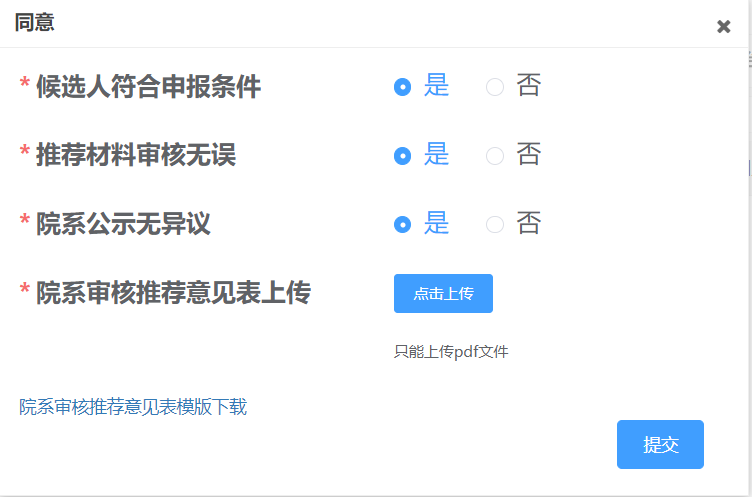 同意
* 候选人符合申报条件 是 否
* 推荐材料审核无误 是 否
* 院系公示无异议 是 否
* 院系审核推荐意见表上传 点击上传
只能上传pdf文件
院系审核推荐意见表模版下载
提交